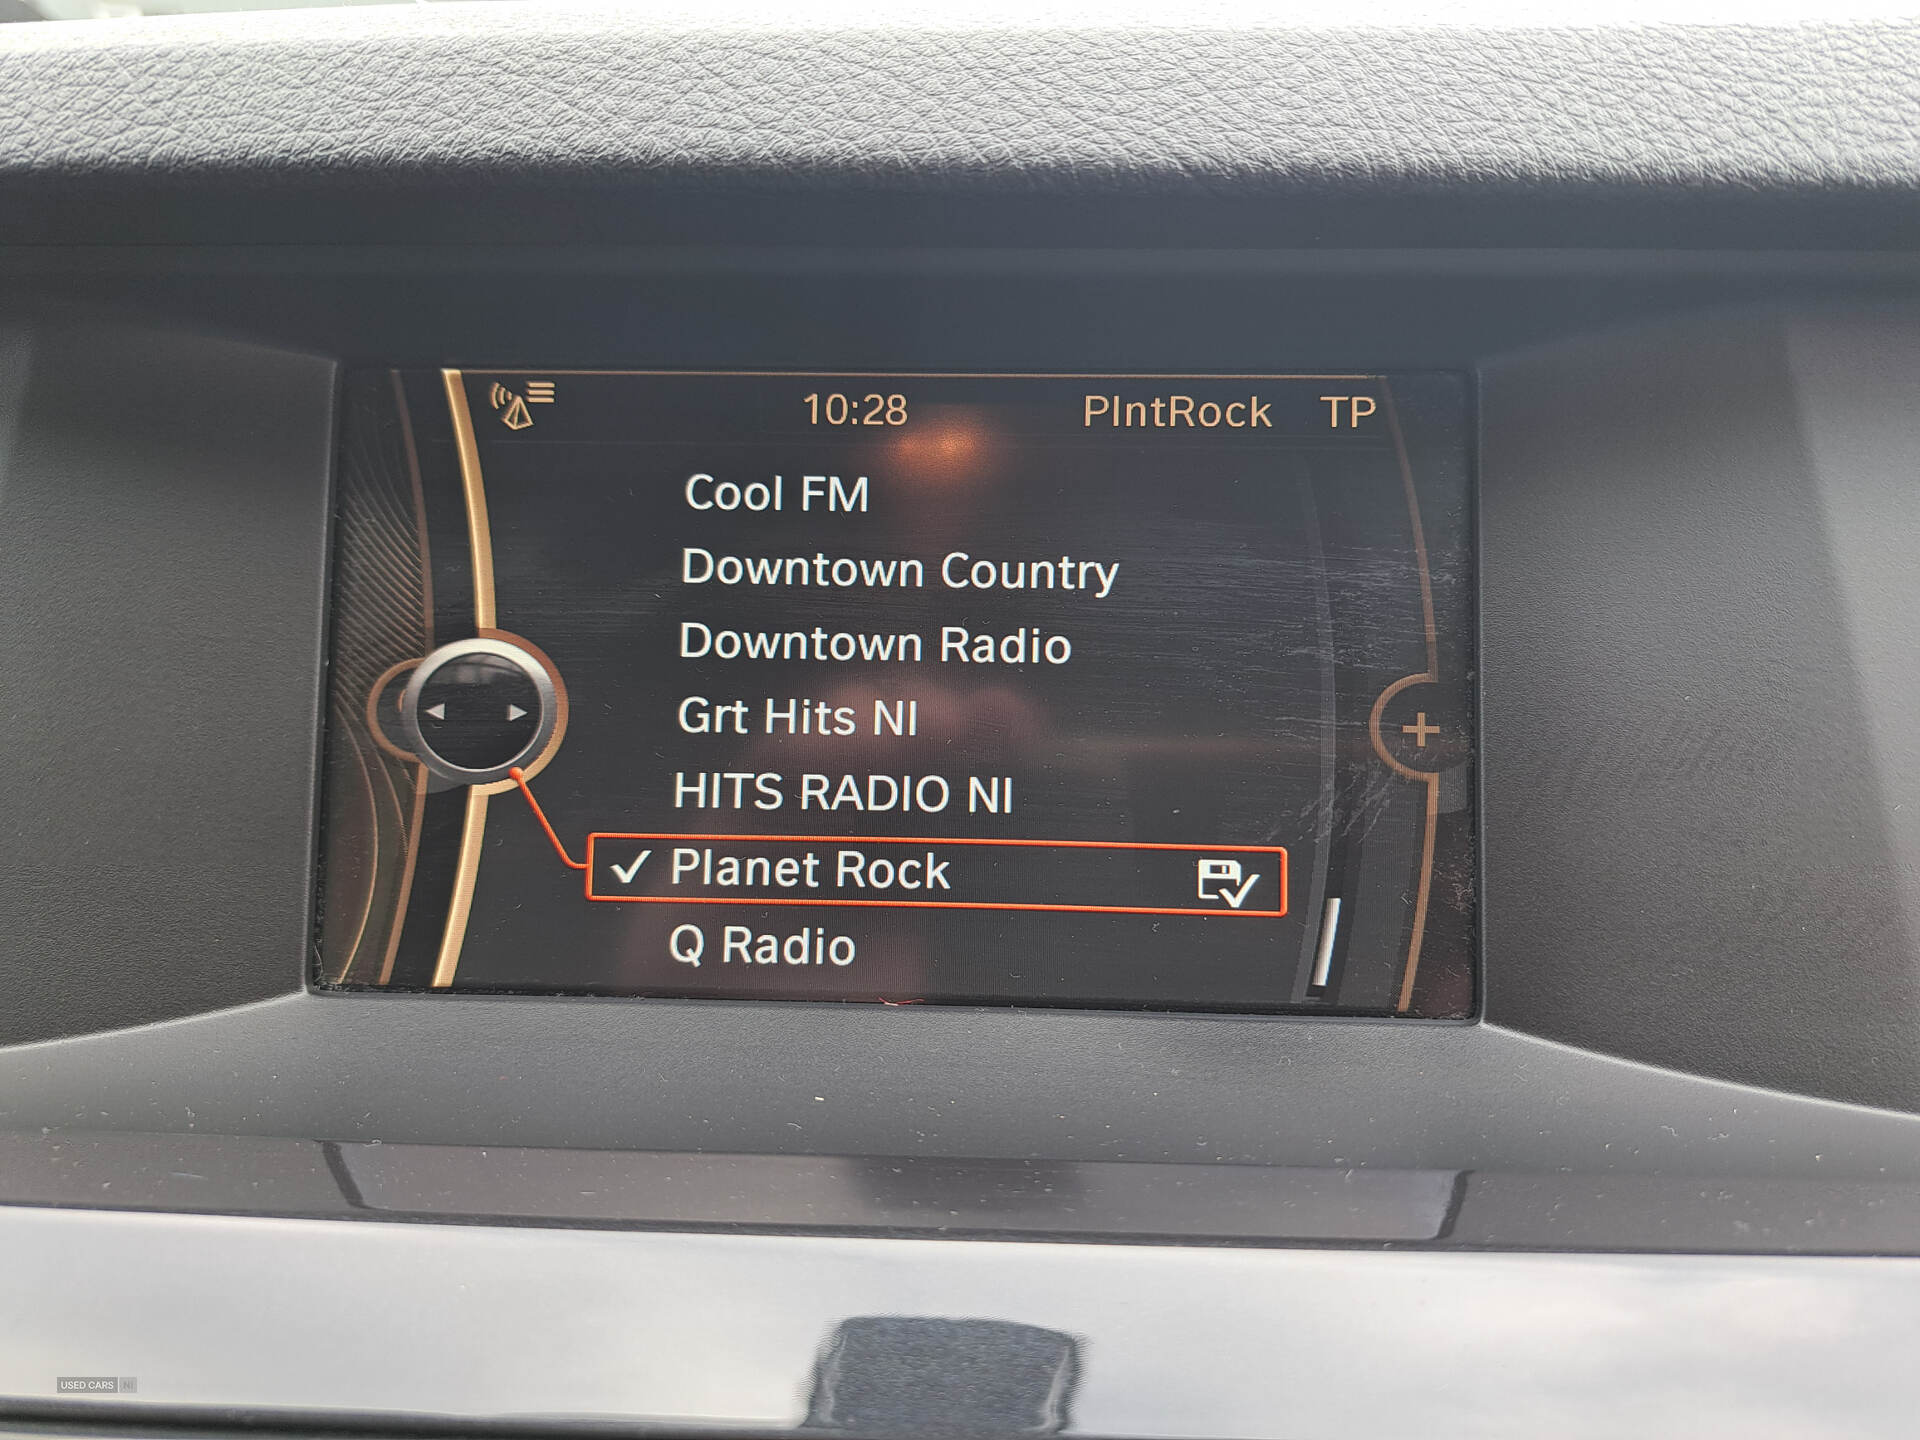 10:28 PlntRock TP
Cool FM
Downtown Country
Downtown Radio
Grt Hits NI
HITS RADIO NI
Planet Rock
Q Radio
USED CARS NI